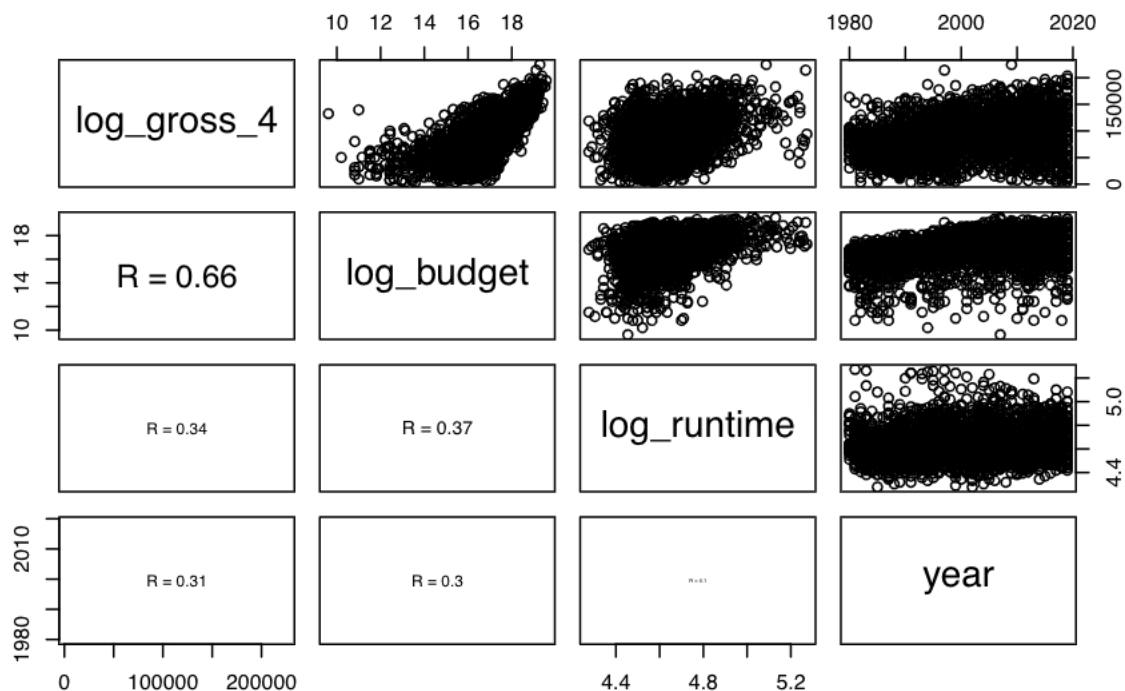 10 12 14 16 18 1980 2000 2020
log_gross_4
0 150000
10 14 18
R = 0.66
log_budget
R = 0.34
R = 0.37
log_runtime
4.4 5.0
1980 2010
R = 0.31
R = 0.3
R = 0.1
year
0 100000 200000 4.4 4.8 5.2